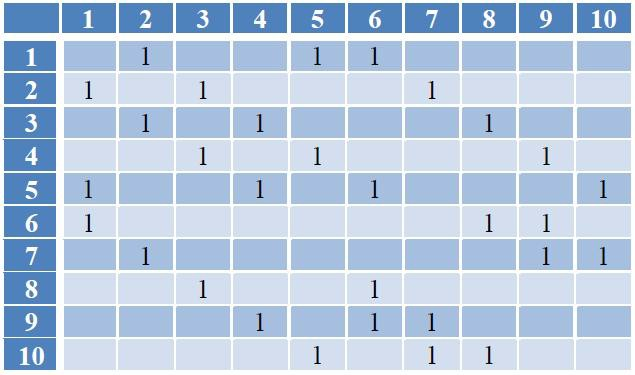 1 2 3 4 5 6 7 8 9 10
1 1 1 1
2 1 1 1
3 1 1 1
4 1 1 1
5 1 1 1 1
6 1 1 1
7 1 1 1
8 1 1
9 1 1 1
10 1 1 1